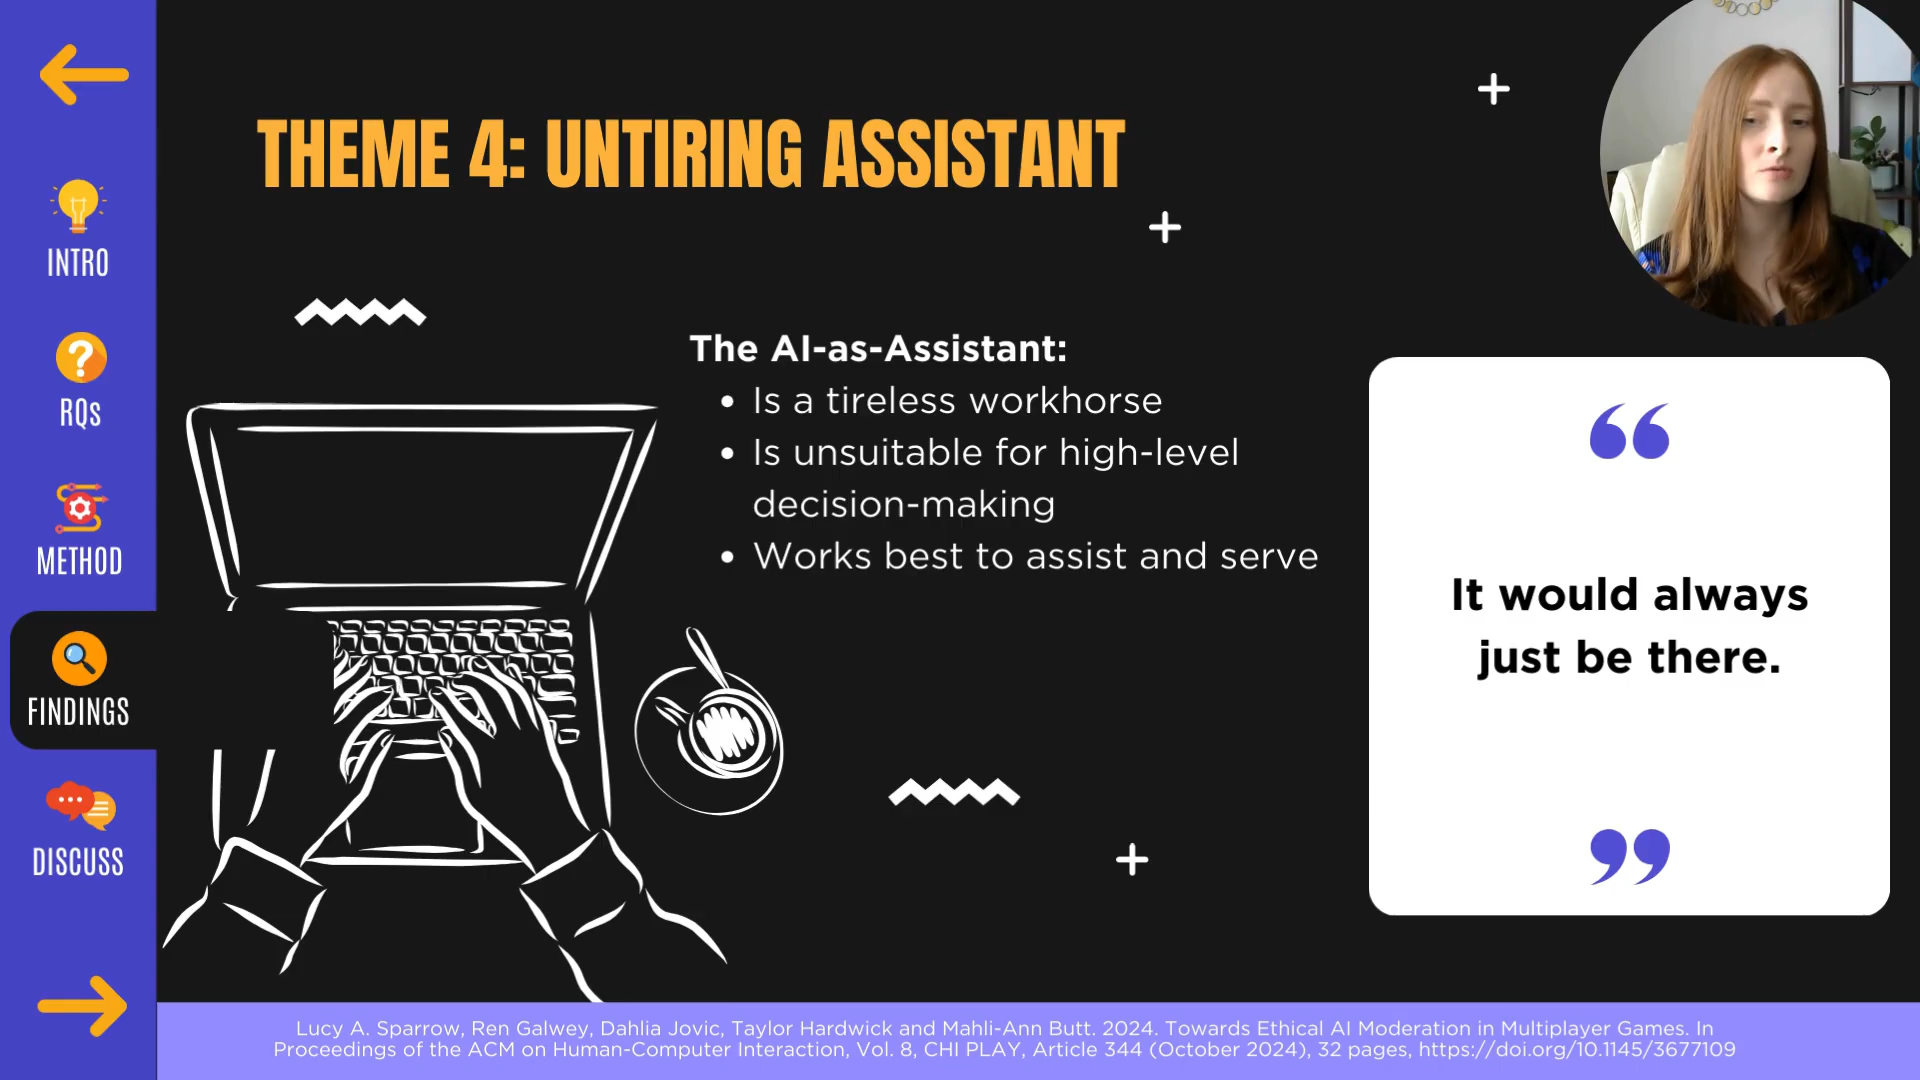 THEME 4: UNTIRING ASSISTANT
INTRO
RQs
METHOD
FINDINGS
DISCUSS
The AI-as-Assistant:
• Is a tireless workhorse
• Is unsuitable for high-level
decision-making
• Works best to assist and serve
“
It would always
just be there.
”
Lucy A. Sparrow, Ren Galwey, Dahlia Jovic, Taylor Hardwick and Mahli-Ann Butt. 2024. Towards Ethical AI Moderation in Multiplayer Games. In
Proceedings of the ACM on Human-Computer Interaction, Vol. 8, CHI PLAY, Article 344 (October 2024), 32 pages, https://doi.org/10.1145/3677109